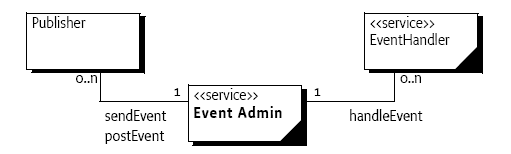 Publisher
<<service>>
EventHandler
o..n
o..n
1
<<service>>
Event Admin
1
sendEvent
postEvent
handleEvent